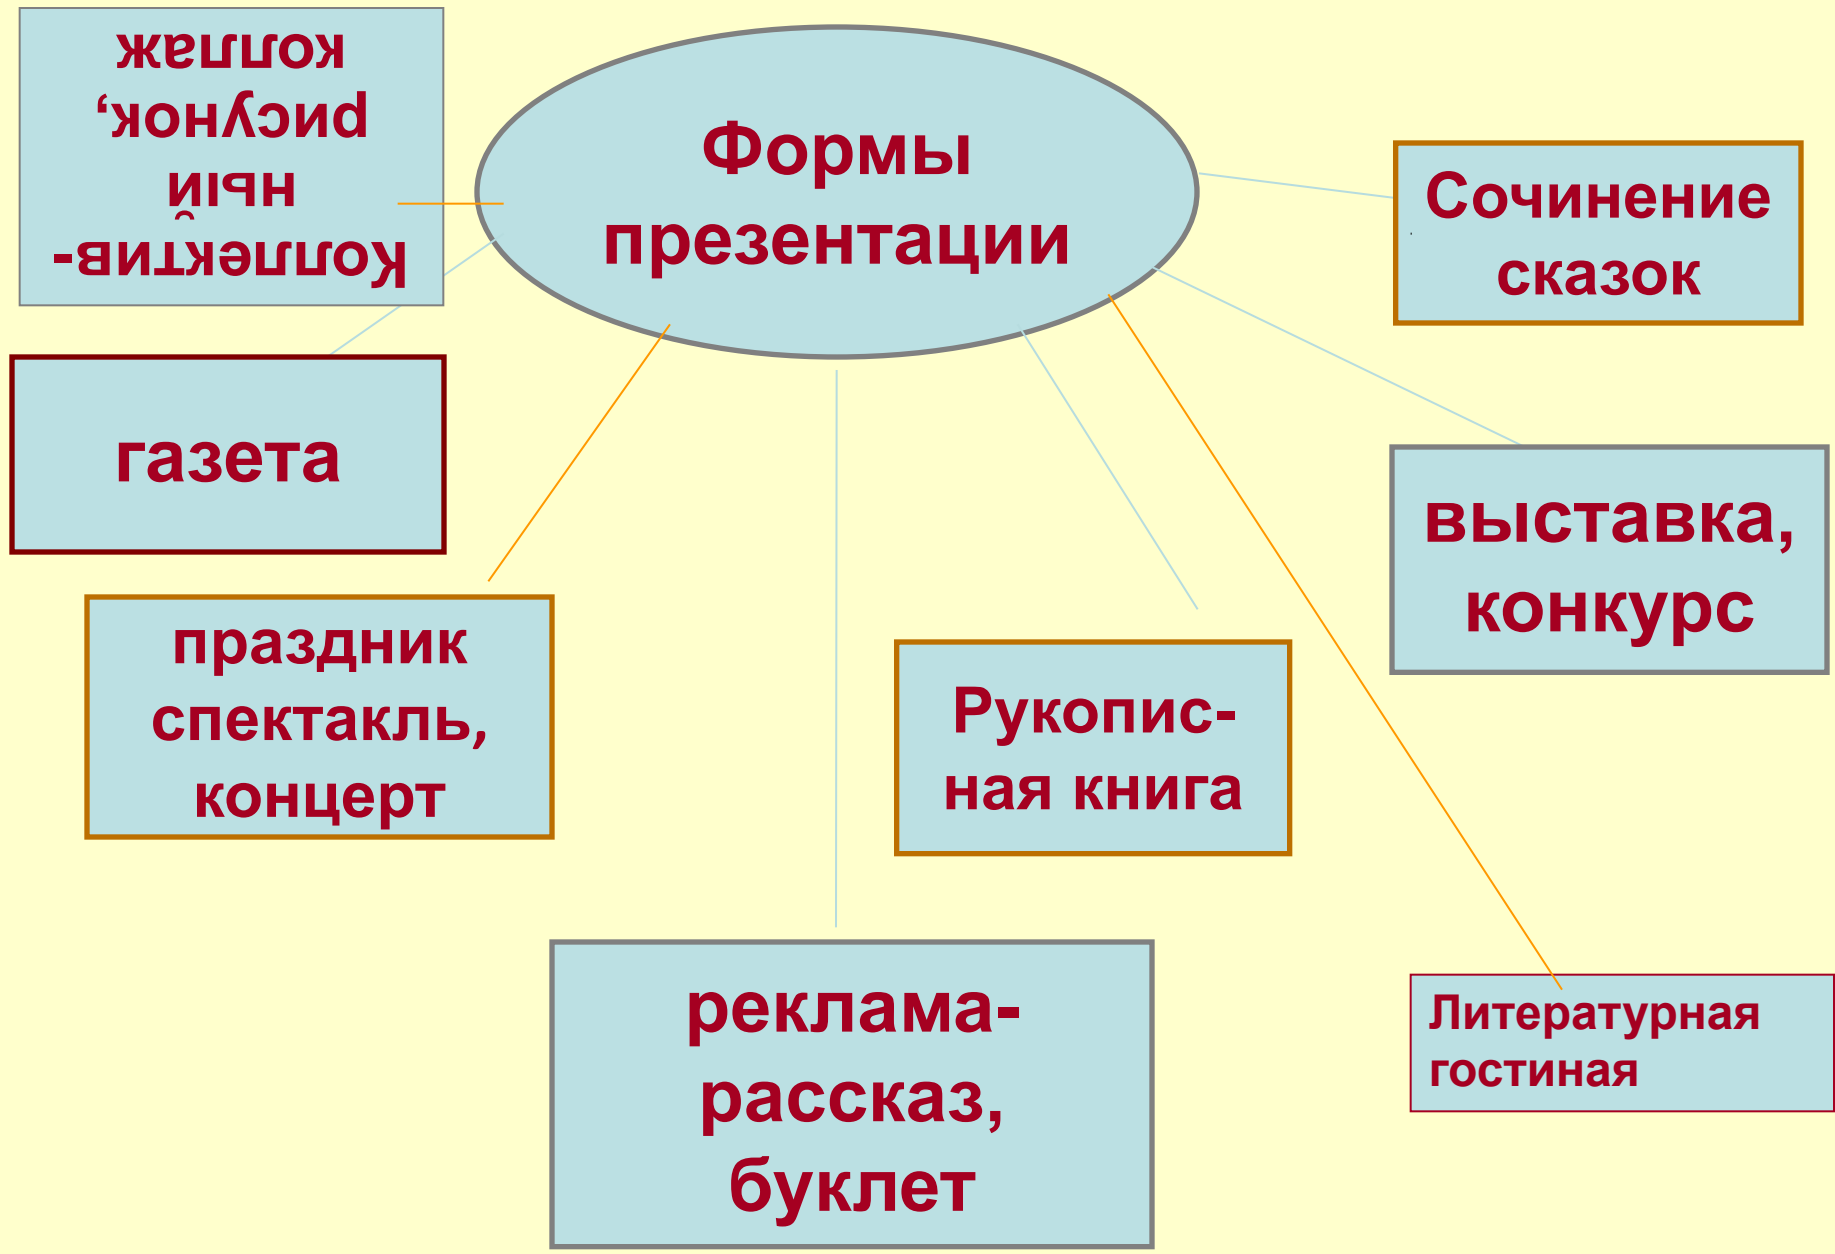 Коллектив-
ный
рисунок,
коллаж
Формы
презентации
Сочинение
сказок
газета
выставка,
конкурс
праздник
спектакль,
концерт
Рукопис-
ная книга
реклама-
рассказ,
буклет
Литературная
гостиная